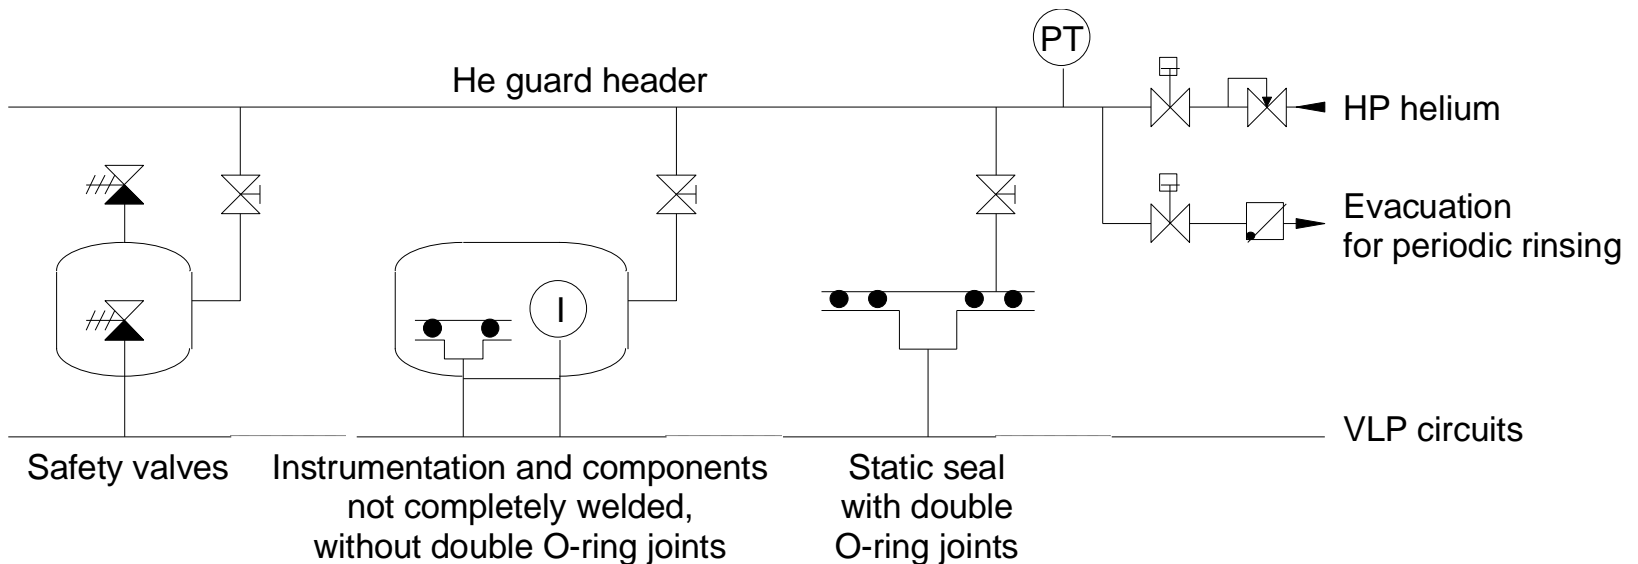 PT
He guard header
HP helium
Evacuation
for periodic rinsing
I
VLP circuits
Safety valves
Instrumentation and components
not completely welded,
without double O-ring joints
Static seal
with double
O-ring joints